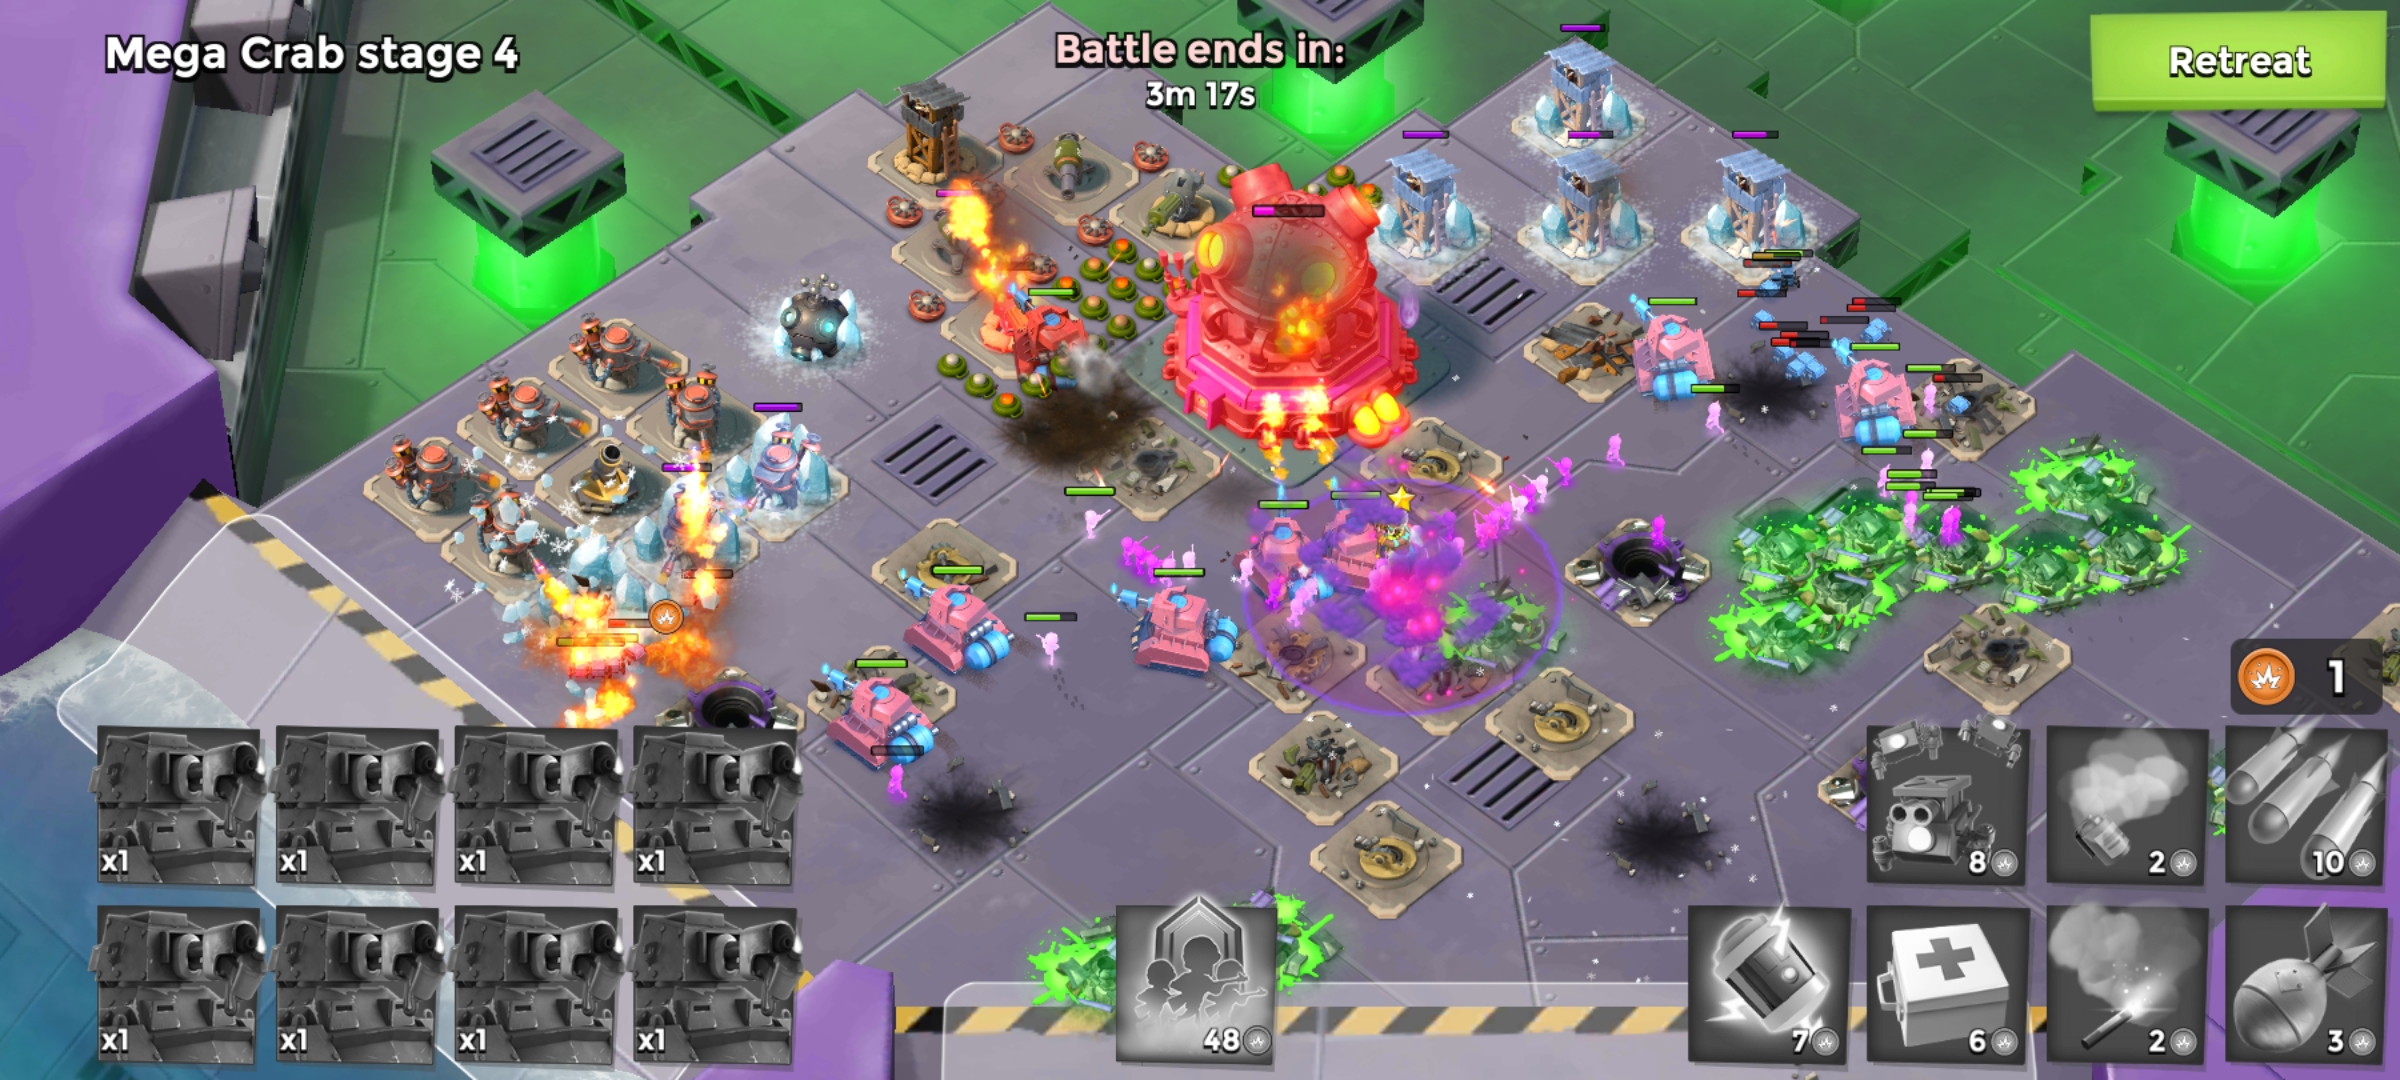 Mega Crab stage 4
Battle ends in:
3m 17s
Retreat
1
x1
x1
x1
x1
8
2
10
x1
x1
x1
x1
48
7
6
2
3